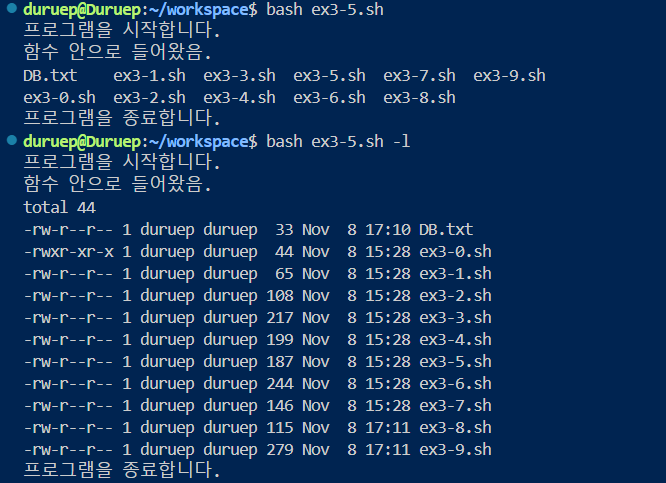 duruep@Duruep:~/workspace$ bash ex3-5.sh
프로그램을 시작합니다.
함수 안으로 들어왔음.
DB.txt    ex3-1.sh  ex3-3.sh  ex3-5.sh  ex3-7.sh  ex3-9.sh
ex3-0.sh  ex3-2.sh  ex3-4.sh  ex3-6.sh  ex3-8.sh
프로그램을 종료합니다.
duruep@Duruep:~/workspace$ bash ex3-5.sh -l
프로그램을 시작합니다.
함수 안으로 들어왔음.
total 44
-rw-r--r-- 1 duruep duruep  33 Nov  8 17:10 DB.txt
-rwxr-xr-x 1 duruep duruep  44 Nov  8 15:28 ex3-0.sh
-rw-r--r-- 1 duruep duruep  65 Nov  8 15:28 ex3-1.sh
-rw-r--r-- 1 duruep duruep 108 Nov  8 15:28 ex3-2.sh
-rw-r--r-- 1 duruep duruep 217 Nov  8 15:28 ex3-3.sh
-rw-r--r-- 1 duruep duruep 199 Nov  8 15:28 ex3-4.sh
-rw-r--r-- 1 duruep duruep 187 Nov  8 15:28 ex3-5.sh
-rw-r--r-- 1 duruep duruep 244 Nov  8 15:28 ex3-6.sh
-rw-r--r-- 1 duruep duruep 146 Nov  8 15:28 ex3-7.sh
-rw-r--r-- 1 duruep duruep 115 Nov  8 17:11 ex3-8.sh
-rw-r--r-- 1 duruep duruep 279 Nov  8 17:11 ex3-9.sh
프로그램을 종료합니다.